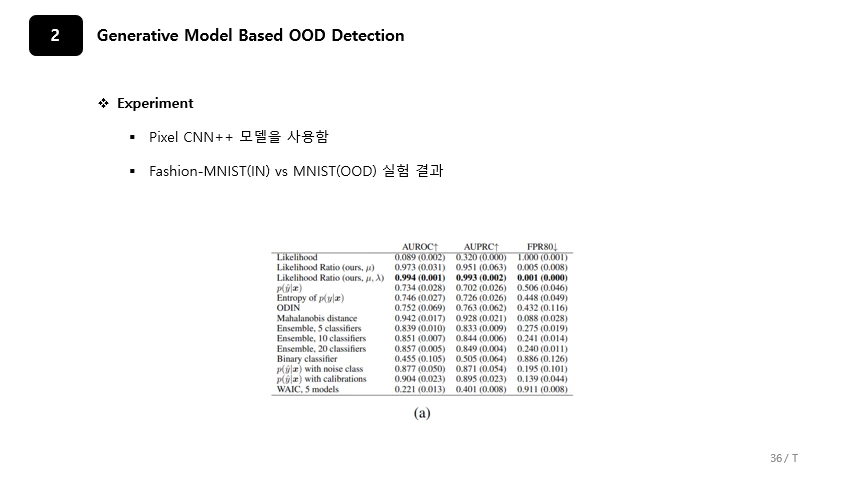 2
Generative Model Based OOD Detection
❖ Experiment
▪ Pixel CNN++ 모델을 사용함
▪ Fashion-MNIST(IN) vs MNIST(OOD) 실험 결과
AUROC↑ AUPRC↑ FPR80↓
Likelihood 0.089 (0.002) 0.320 (0.000) 1.000 (0.001)
Likelihood Ratio (ours, μ) 0.973 (0.031) 0.951 (0.063) 0.005 (0.008)
Likelihood Ratio (ours, μ, λ) 0.994 (0.001) 0.993 (0.002) 0.001 (0.000)
p(ŷ|x) 0.734 (0.028) 0.702 (0.026) 0.506 (0.046)
Entropy of p(y|x) 0.746 (0.027) 0.726 (0.026) 0.448 (0.049)
ODIN 0.752 (0.069) 0.763 (0.062) 0.432 (0.116)
Mahalanobis distance 0.942 (0.017) 0.928 (0.021) 0.088 (0.028)
Ensemble, 5 classifiers 0.839 (0.010) 0.833 (0.009) 0.275 (0.019)
Ensemble, 10 classifiers 0.851 (0.007) 0.844 (0.006) 0.241 (0.014)
Ensemble, 20 classifiers 0.857 (0.005) 0.849 (0.004) 0.240 (0.011)
Binary classifier 0.455 (0.105) 0.505 (0.064) 0.886 (0.126)
p(ŷ|x) with noise class 0.877 (0.050) 0.871 (0.054) 0.195 (0.101)
p(ŷ|x) with calibrations 0.904 (0.023) 0.895 (0.023) 0.139 (0.044)
WAIC, 5 models 0.221 (0.013) 0.401 (0.008) 0.911 (0.008)
(a)
36 / T